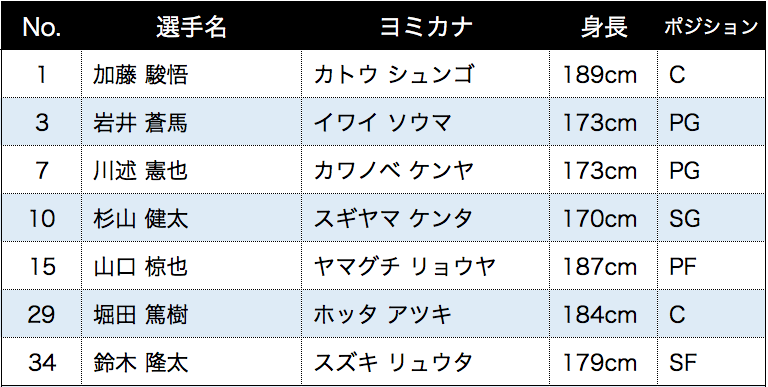 No. 選手名 ヨミカナ 身長 ポジション
1 加藤 駿悟 カトウ シュンゴ 189cm C
3 岩井 蒼馬 イワイ ソウマ 173cm PG
7 川述 憲也 カワノベ ケンヤ 173cm PG
10 杉山 健太 スギヤマ ケンタ 170cm SG
15 山口 椋也 ヤマグチ リョウヤ 187cm PF
29 堀田 篤樹 ホッタ アツキ 184cm C
34 鈴木 隆太 スズキ リュウタ 179cm SF